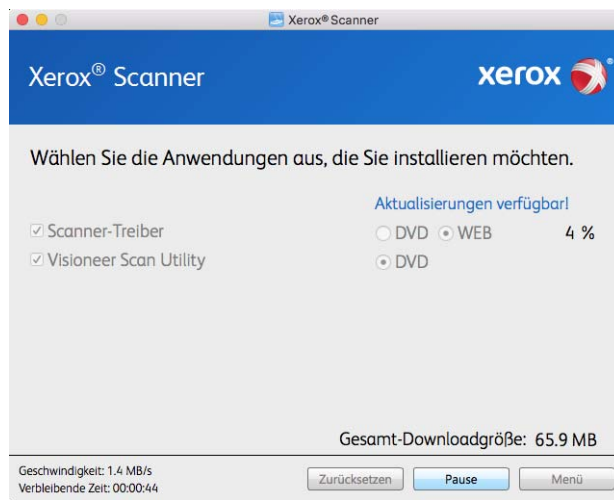 Xerox® Scanner
Xerox® Scanner
xerox ®
Wählen Sie die Anwendungen aus, die Sie installieren möchten.
Aktualisierungen verfügbar!
Scanner-Treiber DVD WEB 4 %
Visioneer Scan Utility DVD
Gesamt-Downloadgröße: 65.9 MB
Geschwindigkeit: 1.4 MB/s
Verbleibende Zeit: 00:00:44
Zurücksetzen Pause Menü